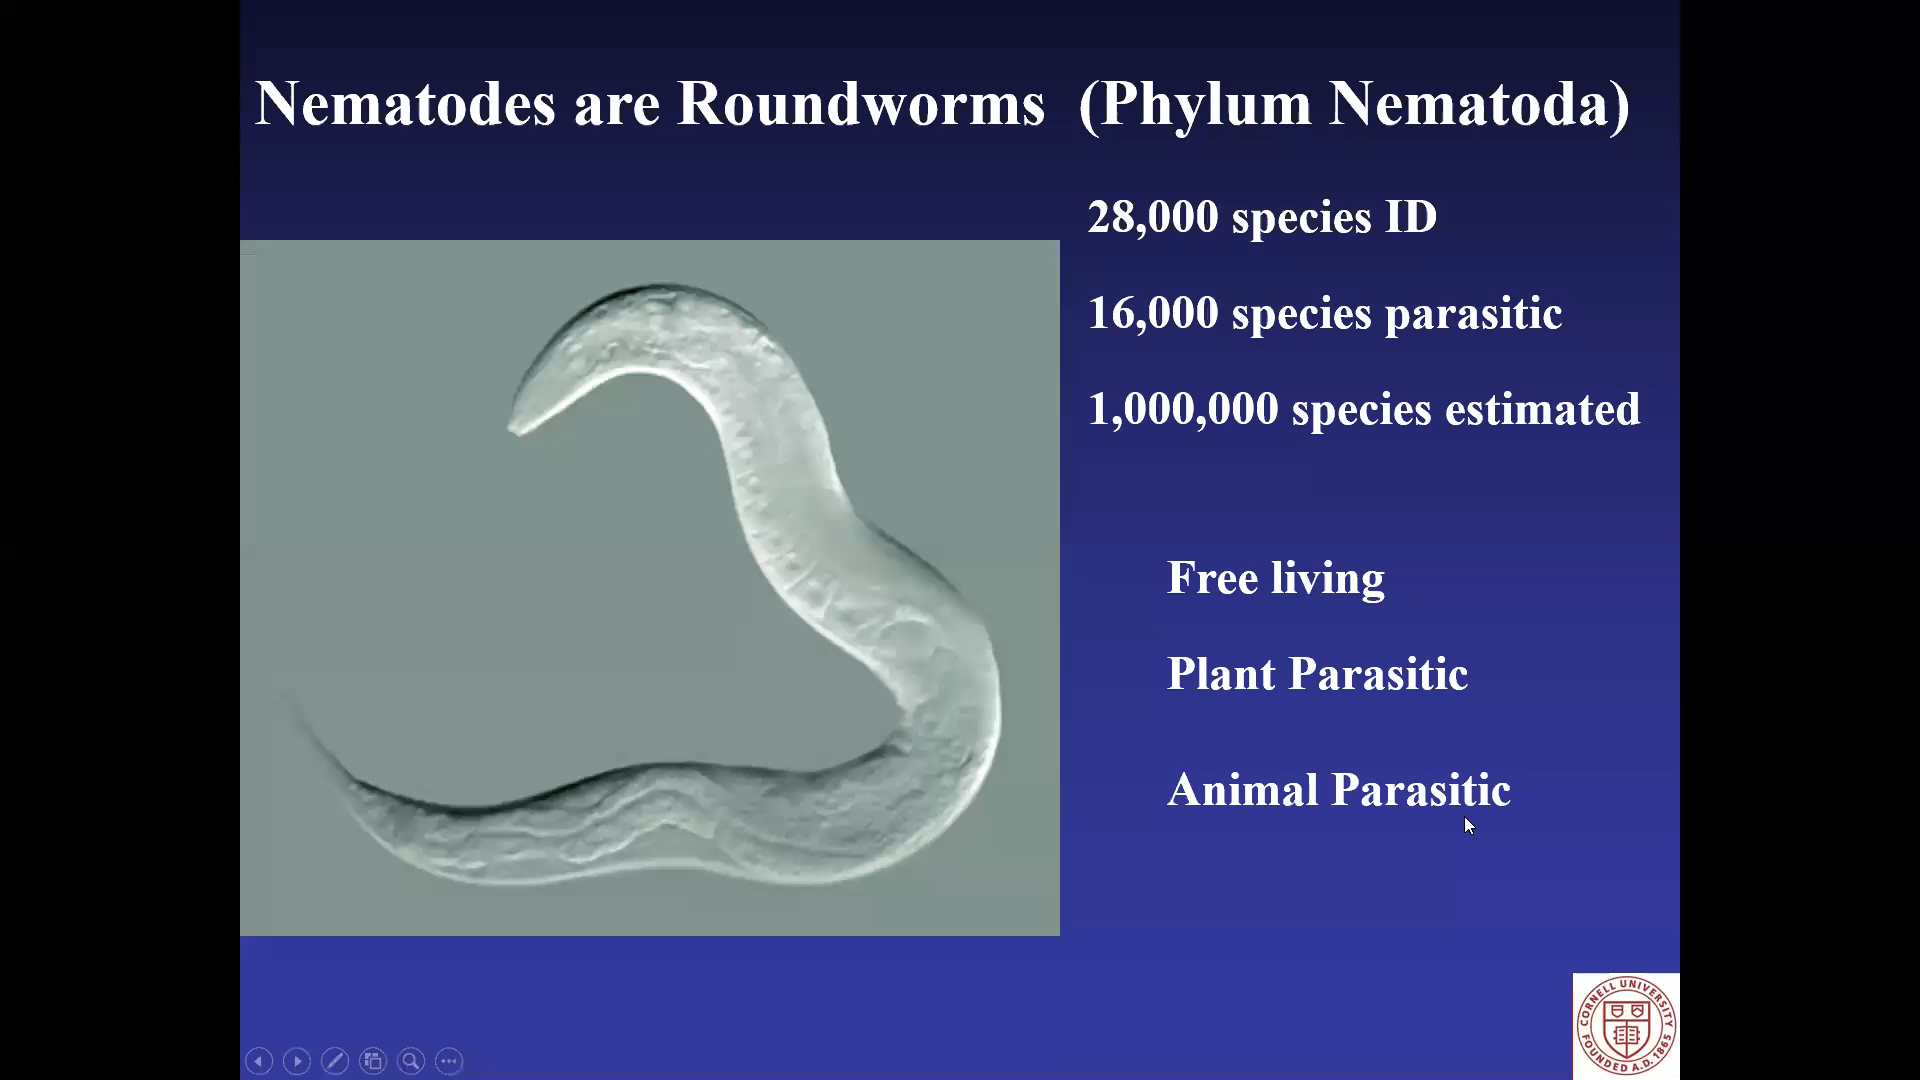 Nematodes are Roundworms (Phylum Nematoda)
28,000 species ID
16,000 species parasitic
1,000,000 species estimated
Free living
Plant Parasitic
Animal Parasitic
CORNELL UNIVERSITY
FOUNDED A.D. 1865